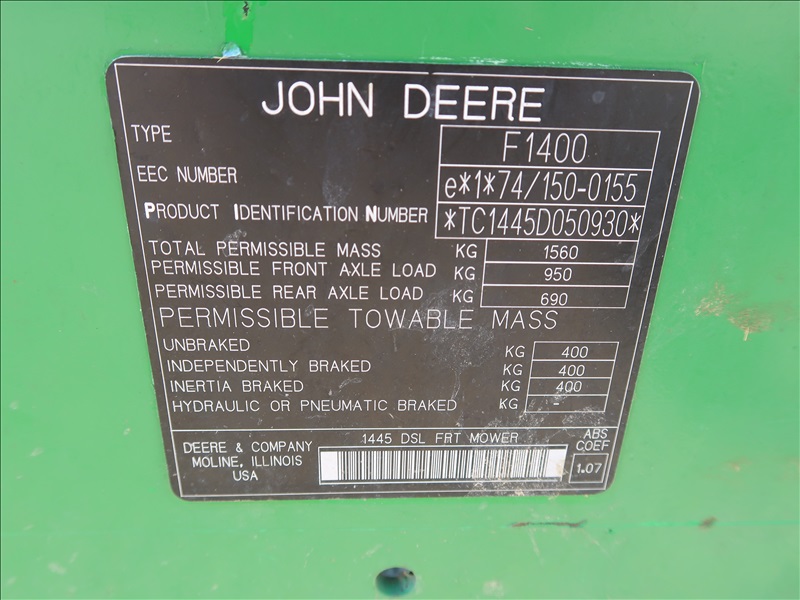 JOHN DEERE
TYPE F1400
EEC NUMBER e*1*74/150-0155
PRODUCT IDENTIFICATION NUMBER *TC1445D050930*
TOTAL PERMISSIBLE MASS KG 1560
PERMISSIBLE FRONT AXLE LOAD KG 950
PERMISSIBLE REAR AXLE LOAD KG 690
PERMISSIBLE TOWABLE MASS
UNBRAKED KG 400
INDEPENDENTLY BRAKED KG 400
INERTIA BRAKED KG 400
HYDRAULIC OR PNEUMATIC BRAKED KG -
DEERE & COMPANY
MOLINE, ILLINOIS
USA
1445 DSL FRT MOWER
ABS
COEF
1.07